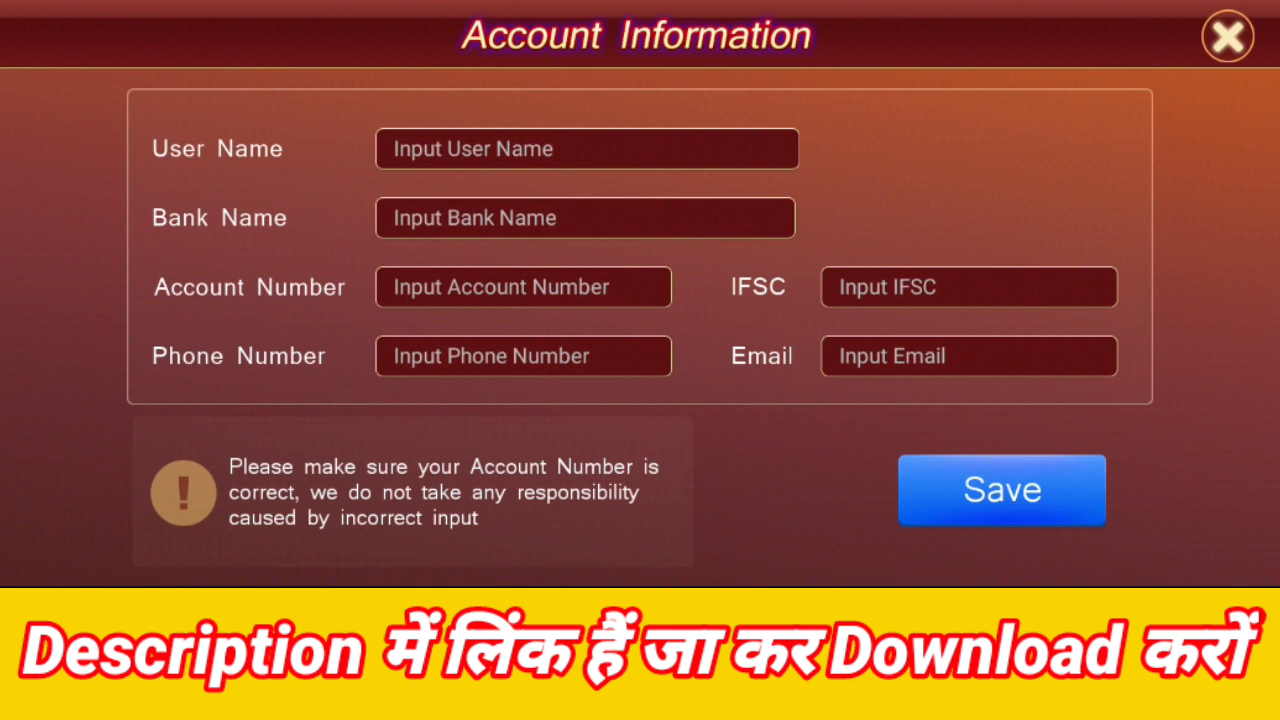 Account Information
User Name Input User Name
Bank Name Input Bank Name
Account Number Input Account Number IFSC Input IFSC
Phone Number Input Phone Number Email Input Email
Please make sure your Account Number is
correct, we do not take any responsibility
caused by incorrect input
Save
Description में लिंक हैं जा कर Download करों